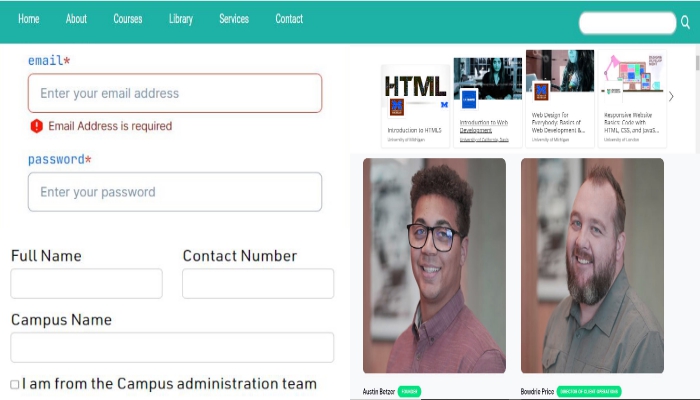 Home About Courses Library Services Contact
email*
Enter your email address
Email Address is required
password*
Enter your password
Full Name Contact Number
Campus Name
I am from the Campus administration team
HTML
Introduction to HTML5
University of Michigan
Introduction to Web
Development
University of California, Davis
Web Design for
Everybody: Basics of
Web Development &...
University of Michigan
Responsive Website
Basics: Code with
HTML, CSS, and JavaS...
University of London
Austin Betzer FOUNDER
Bowdrie Price DIRECTOR OF CLIENT OPERATIONS